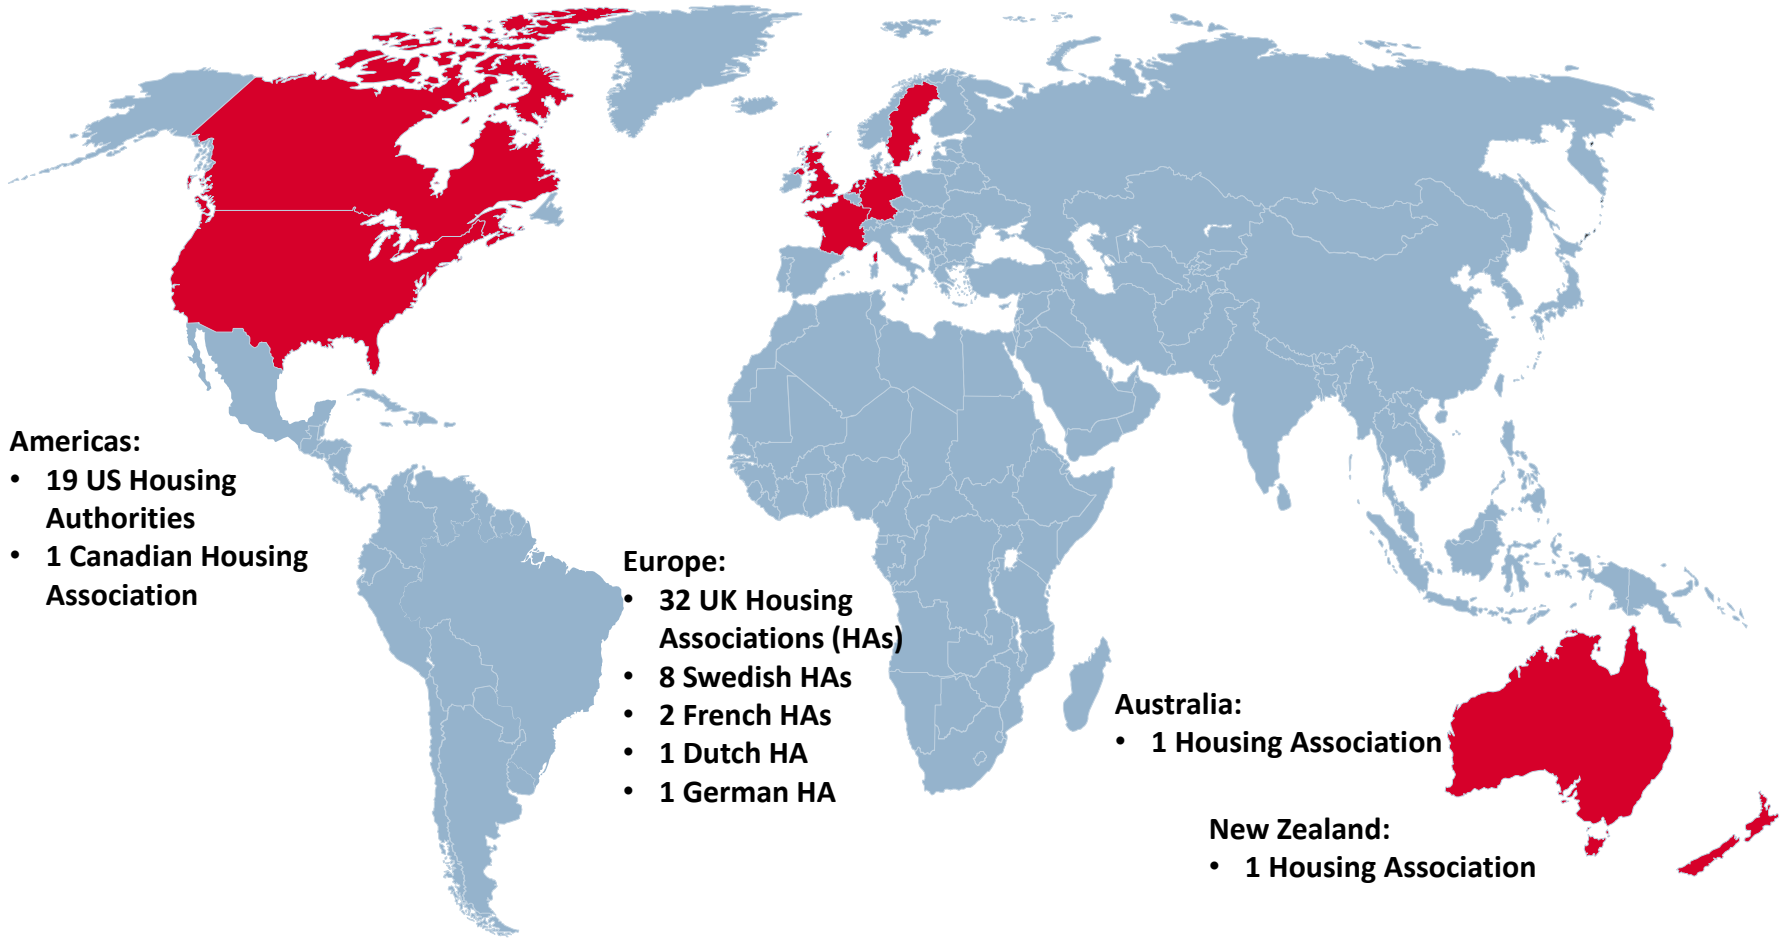 Americas:
• 19 US Housing
Authorities
• 1 Canadian Housing
Association
Europe:
• 32 UK Housing
Associations (HAs)
• 8 Swedish HAs
• 2 French HAs
• 1 Dutch HA
• 1 German HA
Australia:
• 1 Housing Association
New Zealand:
• 1 Housing Association